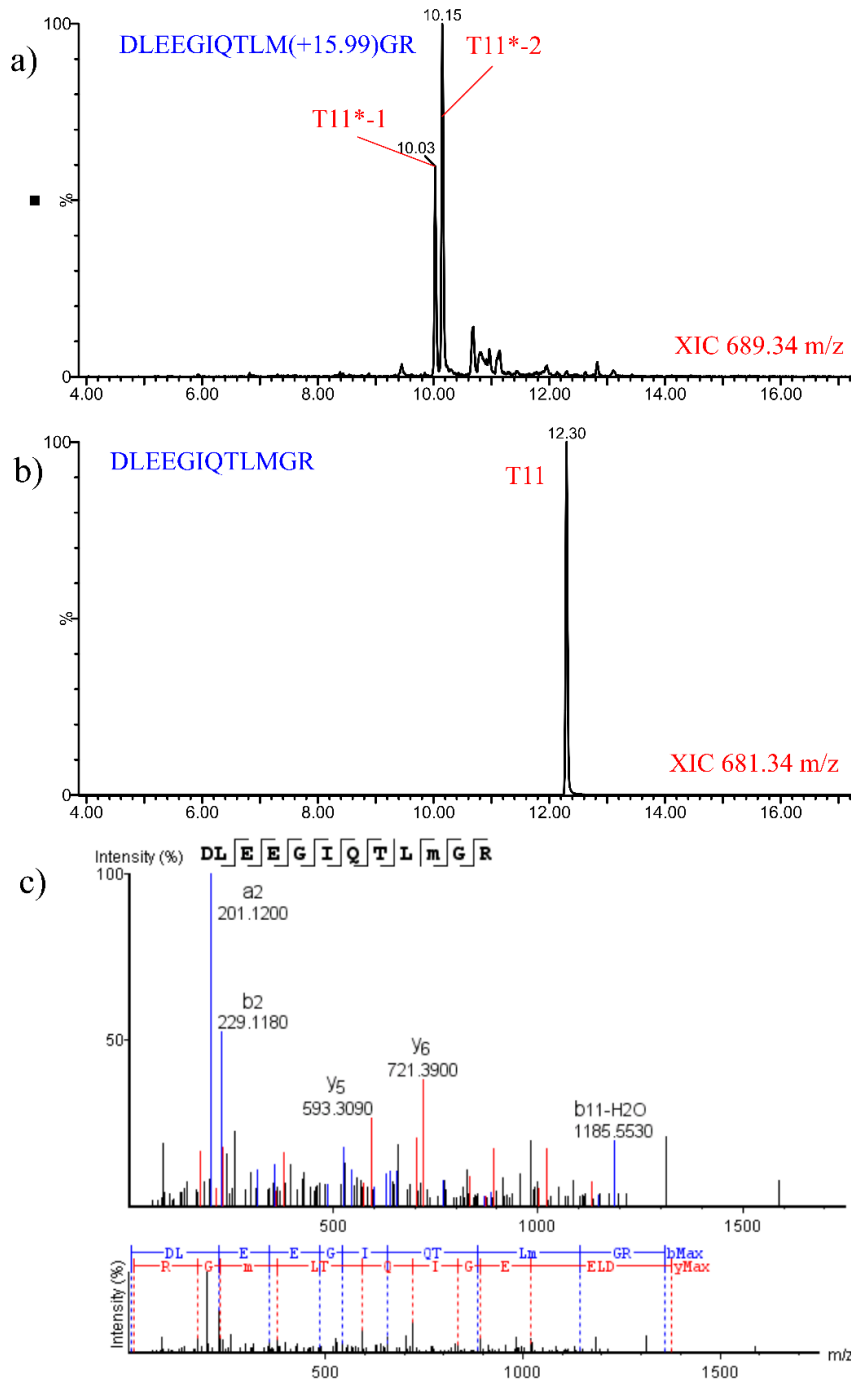 a)
100
%
0
DLEEGIQTLM(+15.99)GR
10.15
T11*-2
T11*-1
10.03
XIC 689.34 m/z
4.00 6.00 8.00 10.00 12.00 14.00 16.00
b)
100
%
0
DLEEGIQTLMGR
12.30
T11
XIC 681.34 m/z
4.00 6.00 8.00 10.00 12.00 14.00 16.00
c)
Intensity (%)
D L E E G I Q T L m G R
100
a2
201.1200
b2
229.1180
50
y6
721.3900
y5
593.3090
b11-H2O
1185.5530
500 1000 1500
DL E E G I QT Lm GR bMax
R G m LT Q I G E ELD yMax
Intensity (%)
m/z
500 1000 1500